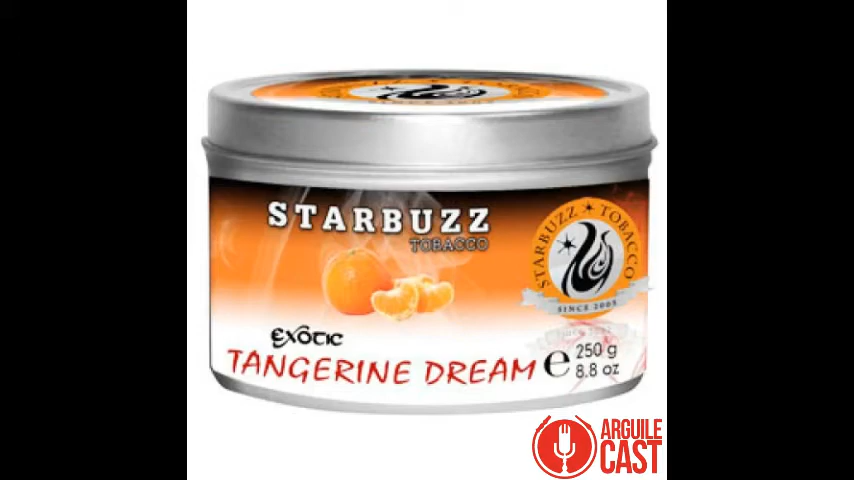 STARBUZZ
TOBACCO
STARBUZZ TOBACCO
SINCE 2005
EXOTIC
TANGERINE DREAM
e 250 g
8.8 oz
ARGUILE
CAST